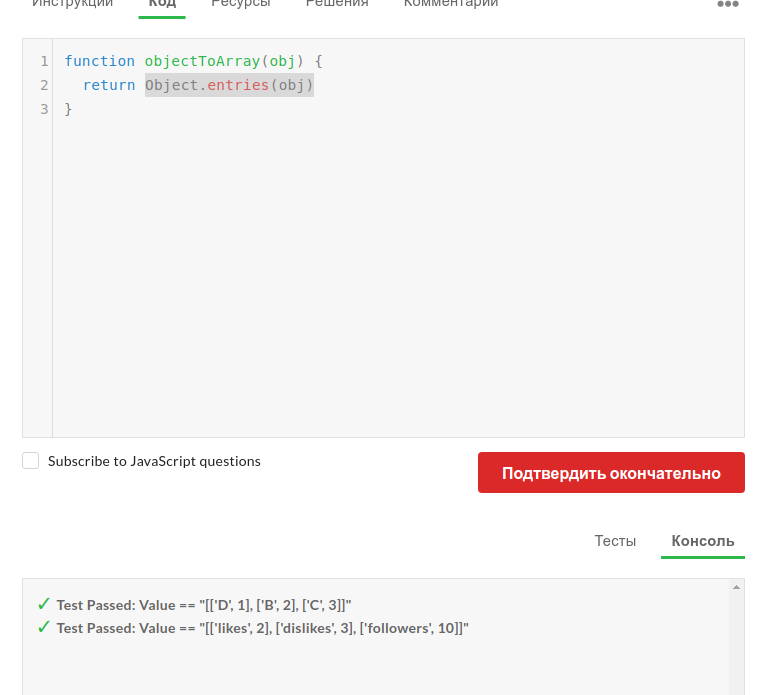 Инструкции Код Ресурсы Решения Комментарии
1 function objectToArray(obj) {
2 return Object.entries(obj)
3 }
Subscribe to JavaScript questions
Подтвердить окончательно
Тесты Консоль
✓ Test Passed: Value == "[['D', 1], ['B', 2], ['C', 3]]"
✓ Test Passed: Value == "[['likes', 2], ['dislikes', 3], ['followers', 10]]"